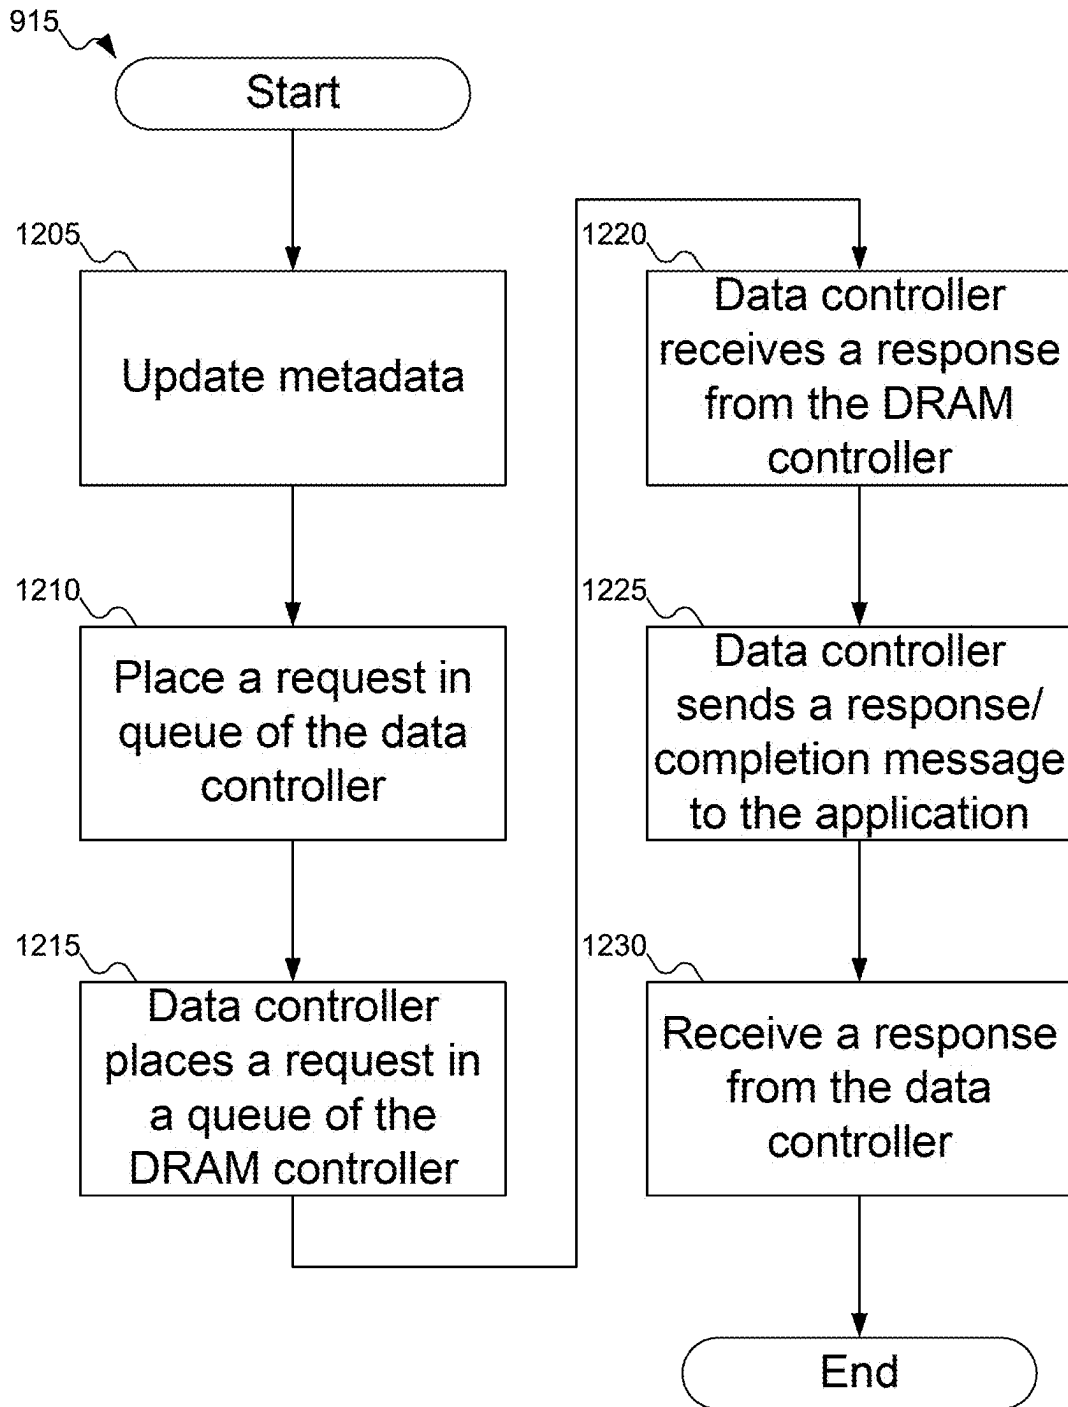 915
Start
1205
Update metadata
1210
Place a request in
queue of the data
controller
1215
Data controller
places a request in
a queue of the
DRAM controller
1220
Data controller
receives a response
from the DRAM
controller
1225
Data controller
sends a response/
completion message
to the application
1230
Receive a response
from the data
controller
End